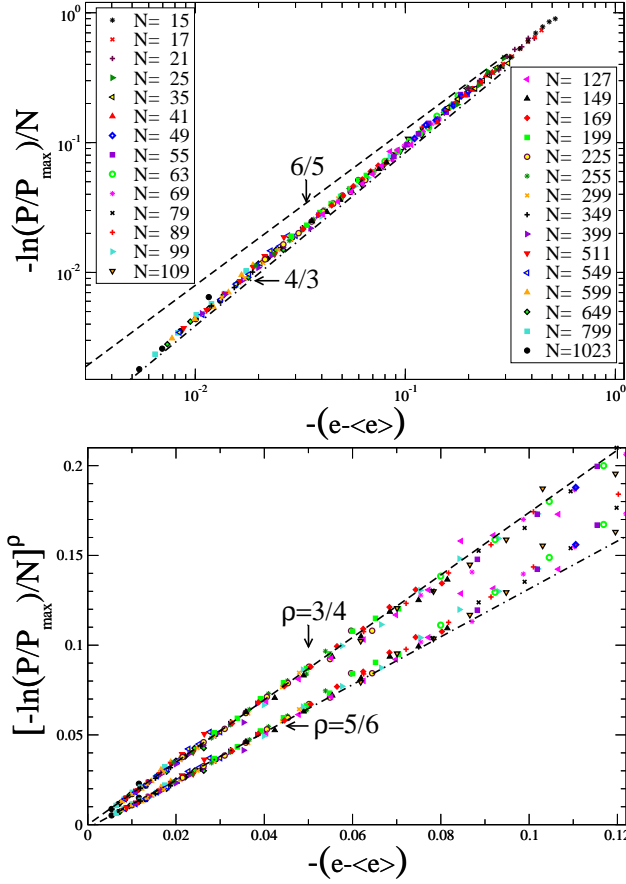 -ln(P/P_max)/N
10^0
10^-1
10^-2
N= 15
N= 17
N= 21
N= 25
N= 35
N= 41
N= 49
N= 55
N= 63
N= 69
N= 79
N= 89
N= 99
N=109
6/5
4/3
N= 127
N= 149
N= 169
N= 199
N= 225
N= 255
N= 299
N= 349
N= 399
N= 511
N= 549
N= 599
N= 649
N= 799
N=1023
10^-2 10^-1 10^0
-(e-<e>)
[-ln(P/P_max)/N]^ρ
0.2
0.15
0.1
0.05
0
ρ=3/4
ρ=5/6
0 0.02 0.04 0.06 0.08 0.1 0.12
-(e-<e>)